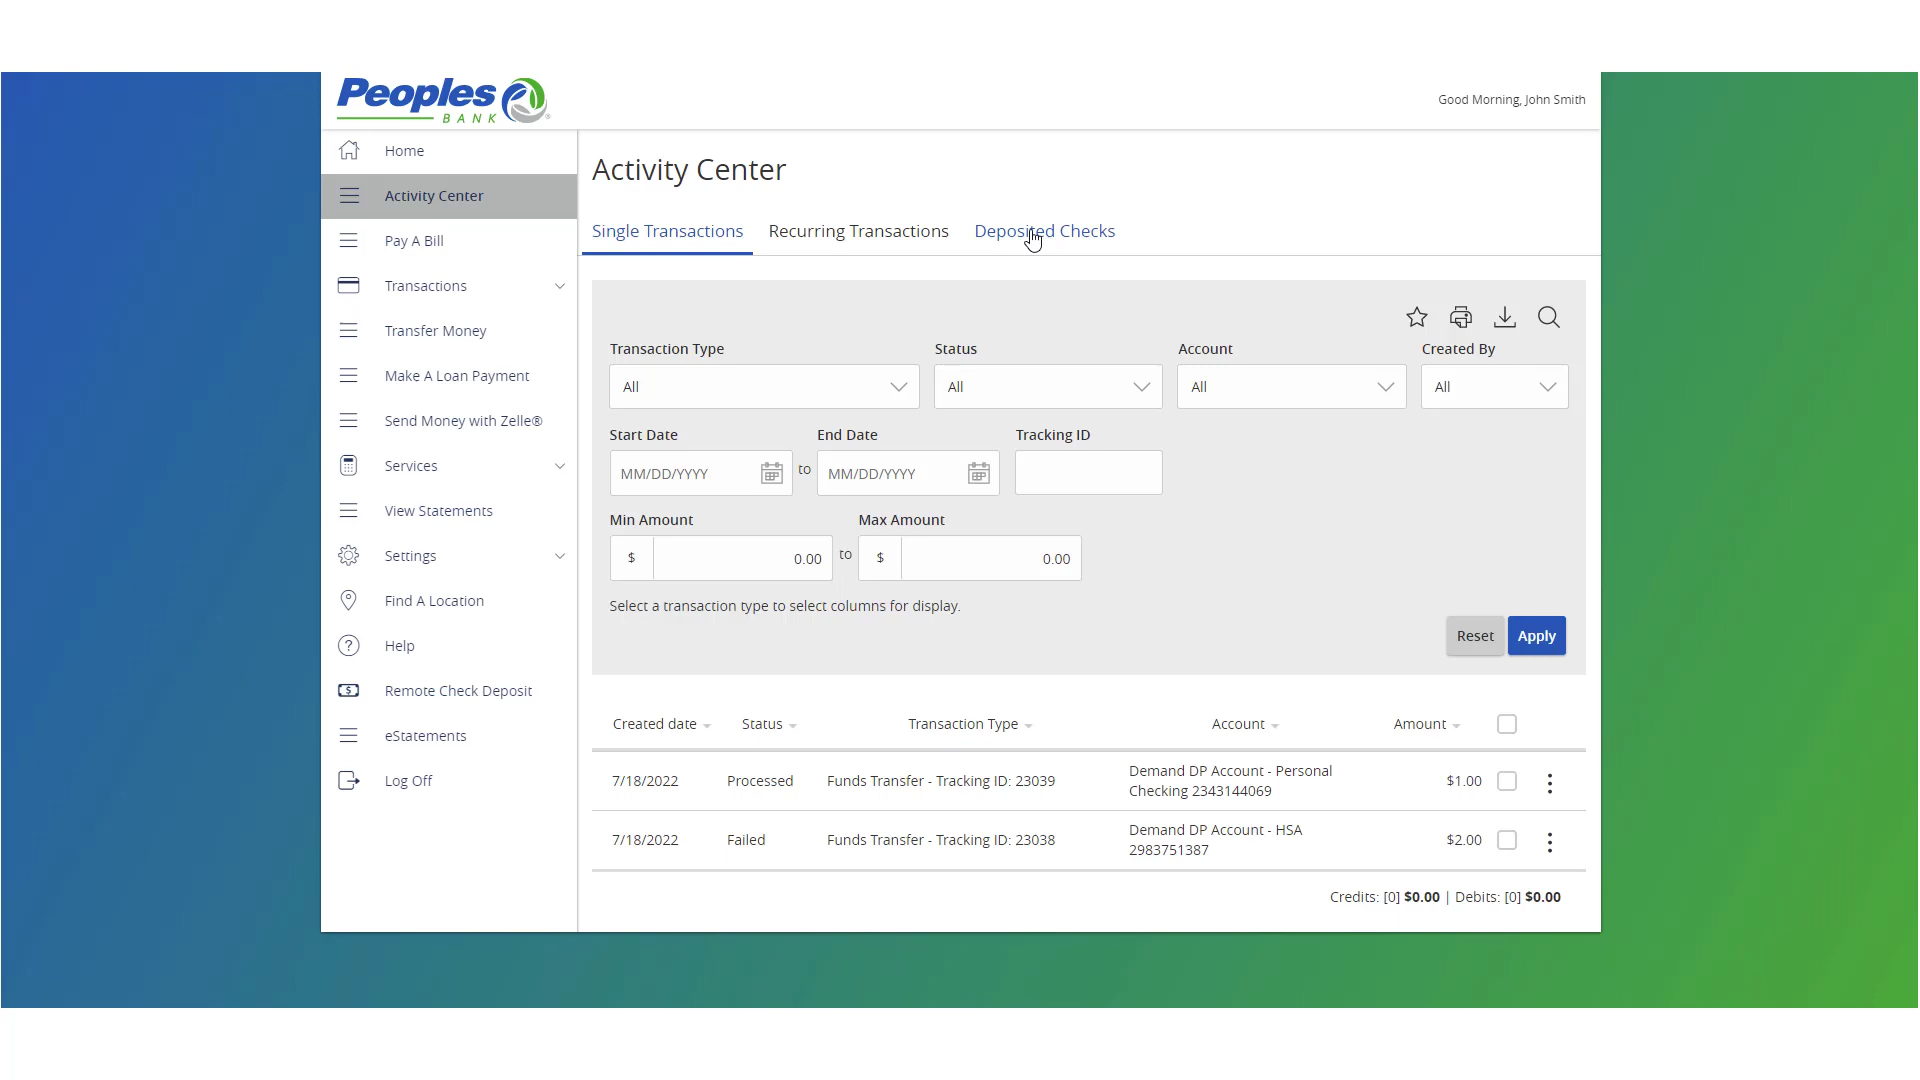 Peoples
BANK
Good Morning, John Smith
Home
Activity Center
Pay A Bill
Transactions
Transfer Money
Make A Loan Payment
Send Money with Zelle®
Services
View Statements
Settings
Find A Location
Help
Remote Check Deposit
eStatements
Log Off
Activity Center
Single Transactions Recurring Transactions Deposited Checks
Transaction Type Status Account Created By
All All All All
Start Date End Date Tracking ID
MM/DD/YYYY to MM/DD/YYYY
Min Amount Max Amount
$ 0.00 to $ 0.00
Select a transaction type to select columns for display.
Reset Apply
Created date Status Transaction Type Account Amount
7/18/2022 Processed Funds Transfer - Tracking ID: 23039 Demand DP Account - Personal $1.00
Checking 2343144069
7/18/2022 Failed Funds Transfer - Tracking ID: 23038 Demand DP Account - HSA $2.00
2983751387
Credits: [0] $0.00 | Debits: [0] $0.00